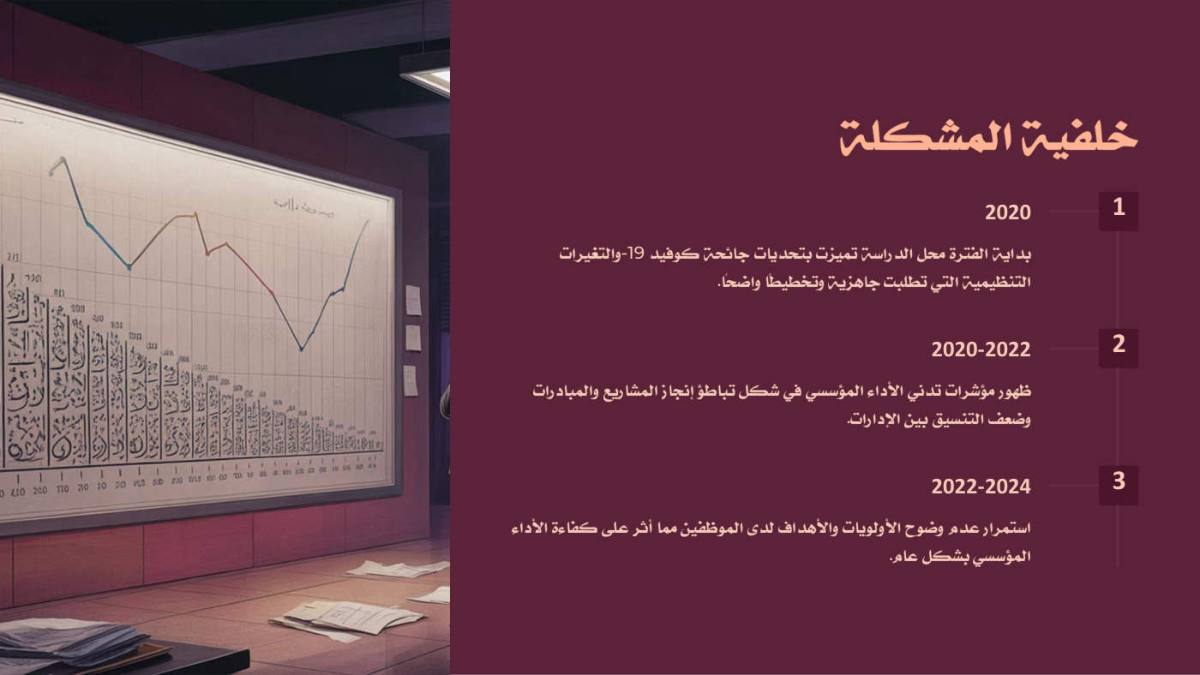 خلفية المشكلة
1
2020
بداية الفترة محل الدراسة تميزت بتحديات جائحة كوفيد 19-والتغيرات
التنظيمية التي تطلبت جاهزية وتخطيطًا واضحًا.
2
2020-2022
ظهور مؤشرات تدني الأداء المؤسسي في شكل تباطؤ إنجاز المشاريع والمبادرات
وضعف التنسيق بين الإدارات.
3
2022-2024
استمرار عدم وضوح الأولويات والأهداف لدى الموظفين مما أثر على كفاءة الأداء
المؤسسي بشكل عام.